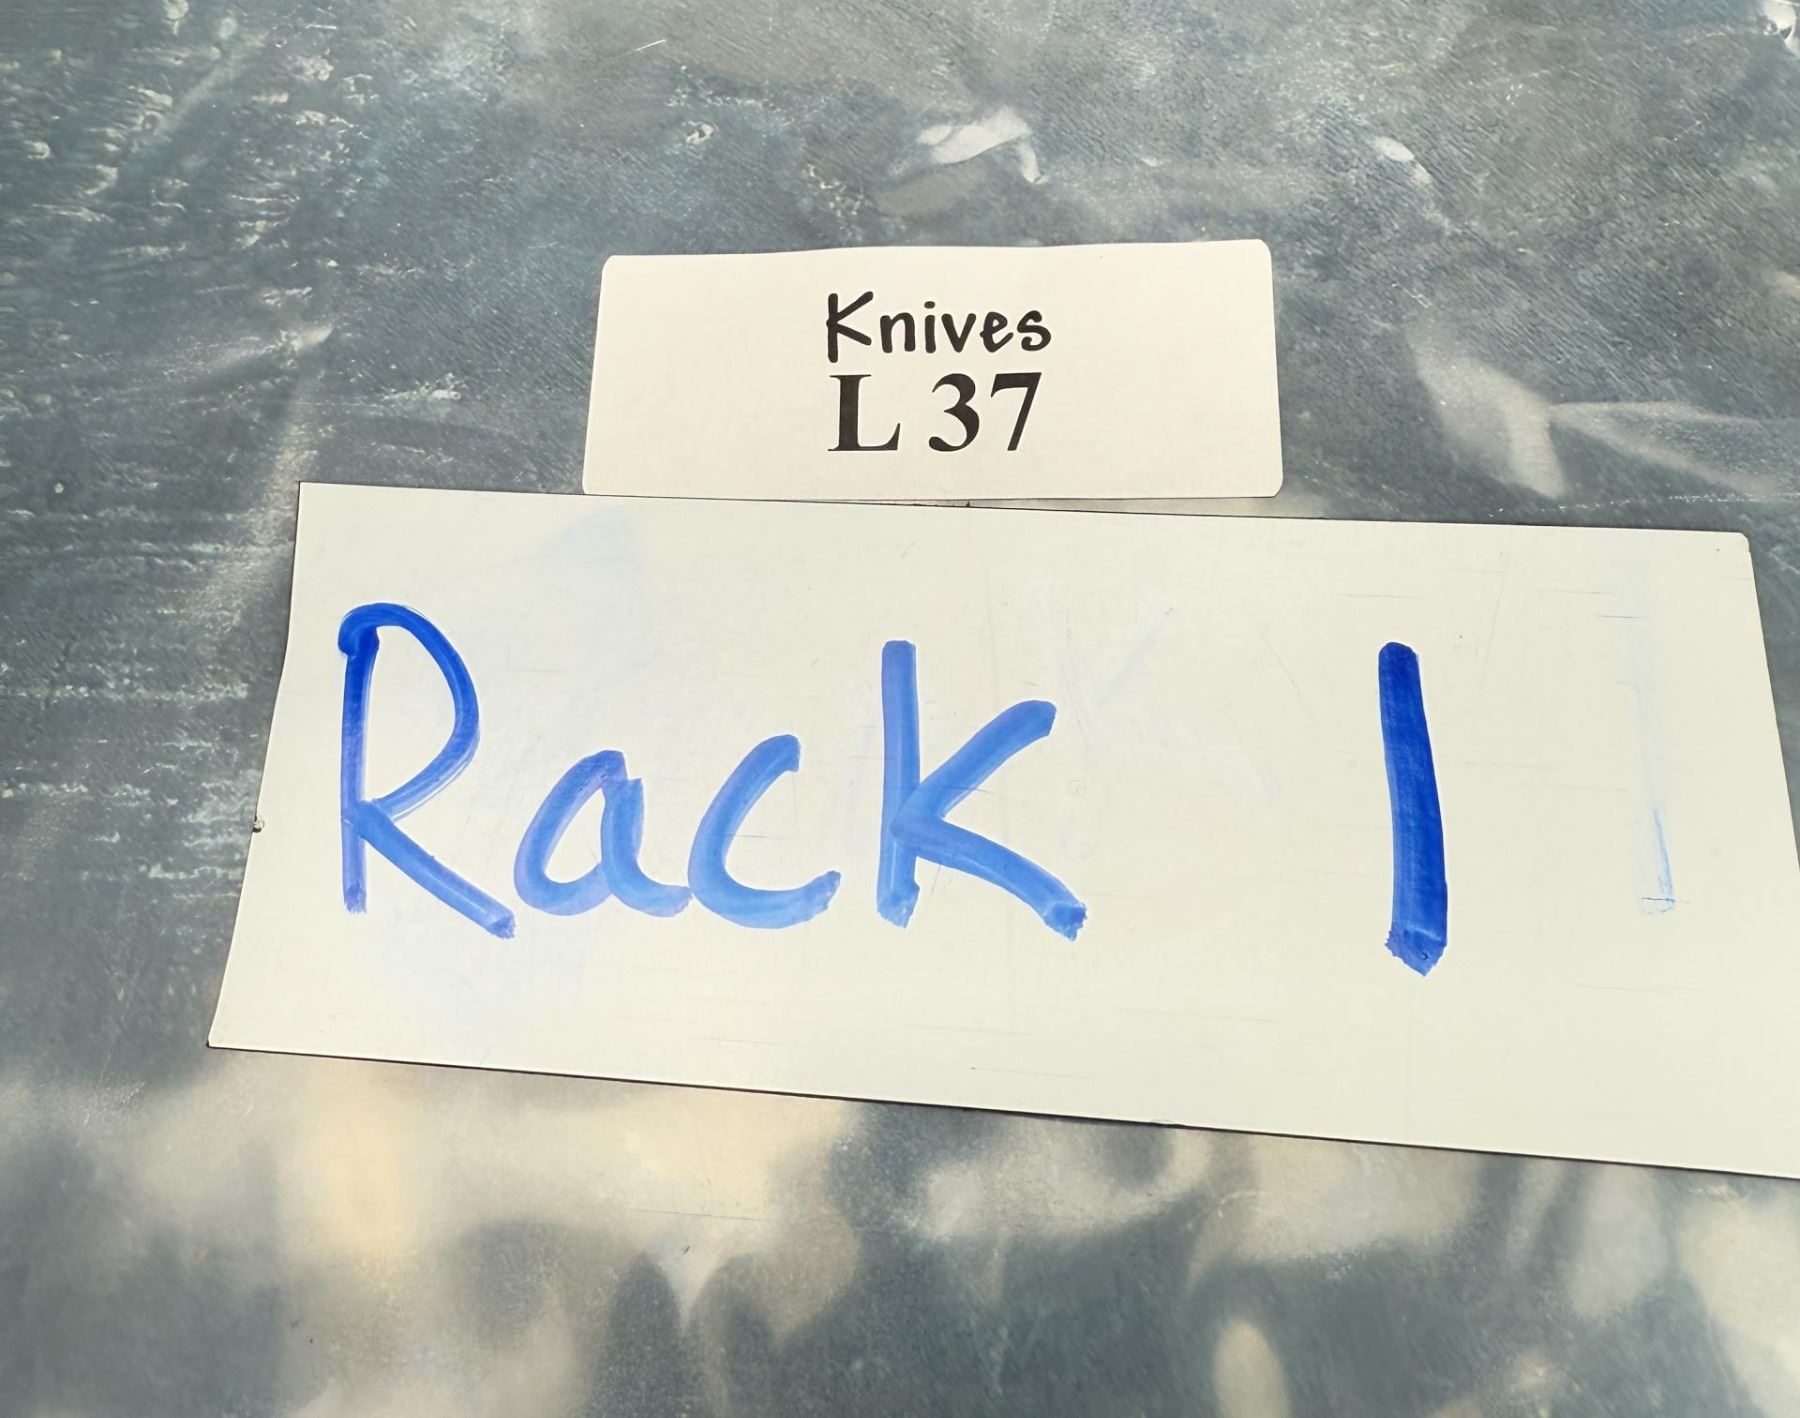 Knives
L 37
Rack 1